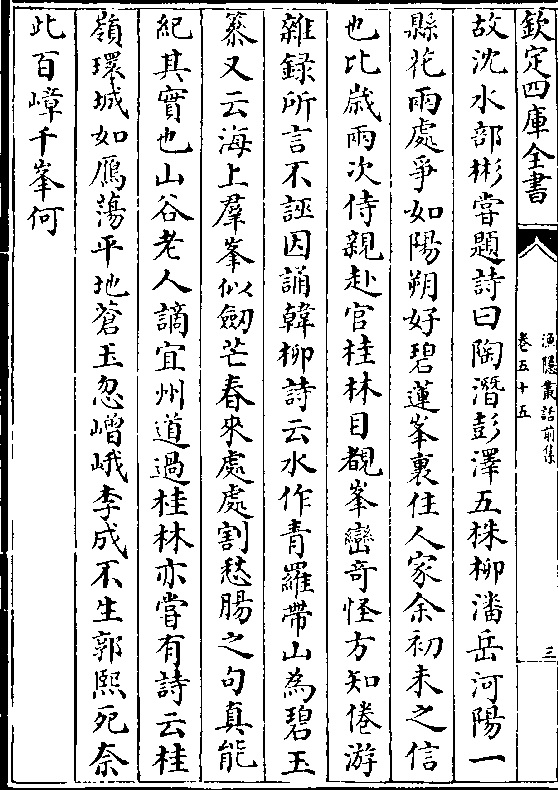 欽定四庫全書
漁隱叢話前集
卷五十五
三
故沈水部彬嘗題詩曰陶潛彭澤五株柳潘岳河陽一
縣花兩處爭如陽朔好碧蓮峯裏住人家余初未之信
也比歳兩次侍親赴官桂林目覩峯巒奇怪方知倦游
雜録所言不誣因誦韓柳詩云水作青羅帶山為碧玉
篸又云海上羣峯似劒芒春來處處割愁腸之句真能
紀其實也山谷老人謫宜州道過桂林亦嘗有詩云桂
嶺環城如鴈蕩平地蒼玉忽嶒峨李成不生郭熙死奈
此百嶂千峯何